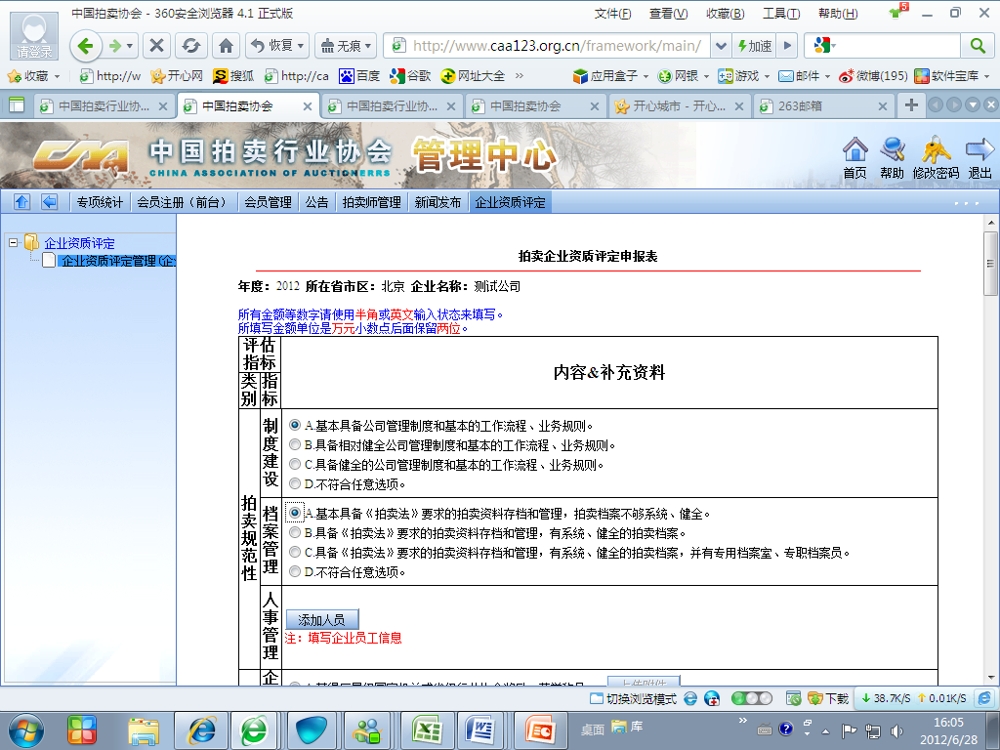 中国拍卖协会 - 360安全浏览器 4.1 正式版
文件(F) 查看(V) 收藏(B) 工具(T) 帮助(H) 5
请登录
恢复 无痕 http://www.caa123.org.cn/framework/main/ 加速
收藏 http://w 开心网 搜狐 http://ca 百度 谷歌 网址大全 » 应用盒子 网银 游戏 邮件 微博(195) 软件宝库
中国拍卖行业协... 中国拍卖协会 中国拍卖行业协... 中国拍卖协会 开心城市 - 开心... 263邮箱
CAA 中国拍卖行业协会 管理中心
CHINA ASSOCIATION OF AUCTIONHERRS
首页 帮助 修改密码 退出
专项统计 会员注册（前台） 会员管理 公告 拍卖师管理 新闻发布 企业资质评定
企业资质评定
企业资质评定管理(企
拍卖企业资质评定申报表
年度：2012 所在省市区：北京 企业名称：测试公司
所有金额等数字请使用半角或英文输入状态来填写。
所填写金额单位是万元小数点后面保留两位。
评估指标
类别 指标
内容&补充资料
拍卖规范性
制度建设
A.基本具备公司管理制度和基本的工作流程、业务规则。
B.具备相对健全公司管理制度和基本的工作流程、业务规则。
C.具备健全的公司管理制度和基本的工作流程、业务规则。
D.不符合任意选项。
档案管理
A.基本具备《拍卖法》要求的拍卖资料存档和管理，拍卖档案不够系统、健全。
B.具备《拍卖法》要求的拍卖资料存档和管理，有系统、健全的拍卖档案。
C.具备《拍卖法》要求的拍卖资料存档和管理，有系统、健全的拍卖档案，并有专用档案室、专职档案员。
D.不符合任意选项。
人事管理
添加人员
注：填写企业员工信息
企
上传附件
切换浏览模式 下载 38.7K/S 0.01K/S
桌面 库 »
16:05
2012/6/28